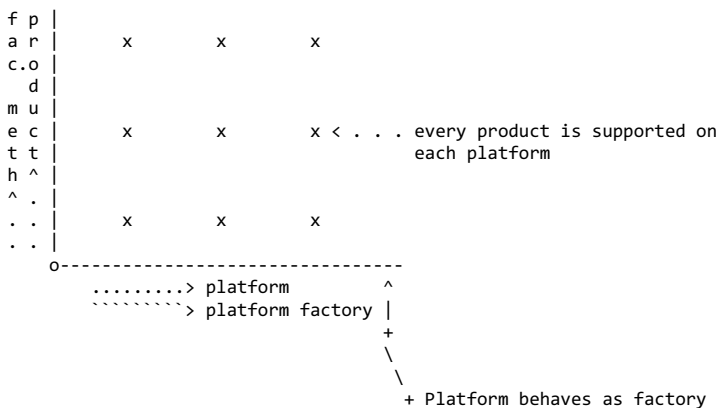 f p |
a r |      x        x        x
c.o |
  d |
m u |
e c |      x        x        x < . . . every product is supported on
t t |                                  each platform
h ^ |
^ . |
. . |      x        x        x
. . |
    o---------------------------------
        .........> platform          ^
        `````````> platform factory |
                                    +
                                    \
                                     \
                                      + Platform behaves as factory